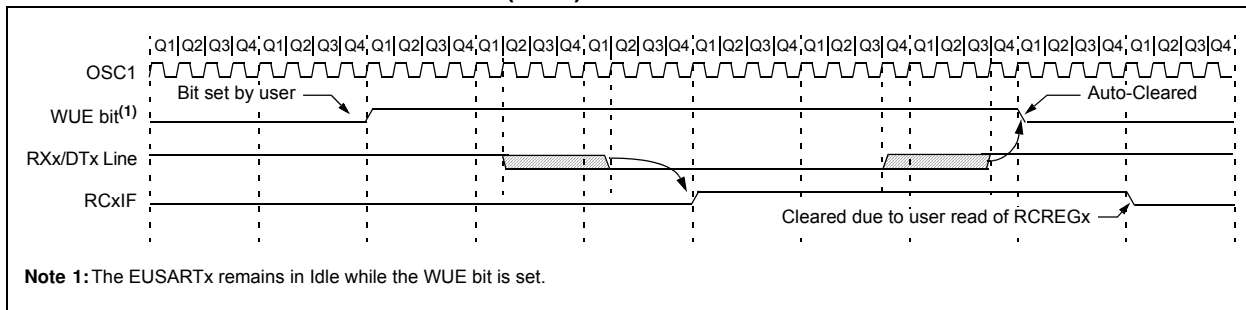 Q1 Q2 Q3 Q4 Q1 Q2 Q3 Q4 Q1 Q2 Q3 Q4 Q1 Q2 Q3 Q4 Q1 Q2 Q3 Q4 Q1 Q2 Q3 Q4 Q1 Q2 Q3 Q4 Q1 Q2 Q3 Q4 Q1 Q2 Q3 Q4 Q1 Q2 Q3 Q4
OSC1
Bit set by user
Auto-Cleared
WUE bit(1)
RXx/DTx Line
RCxIF
Cleared due to user read of RCREGx
Note 1: The EUSARTx remains in Idle while the WUE bit is set.